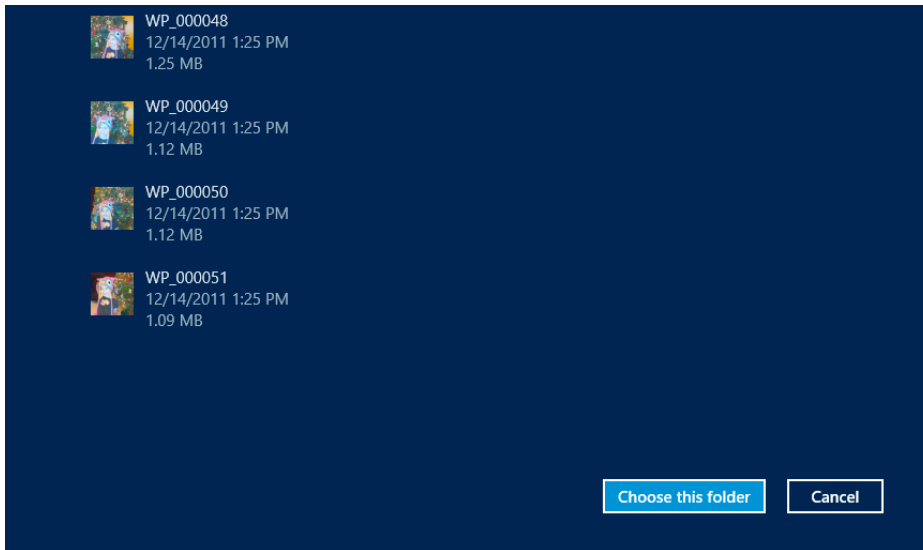 WP_000048
12/14/2011 1:25 PM
1.25 MB
WP_000049
12/14/2011 1:25 PM
1.12 MB
WP_000050
12/14/2011 1:25 PM
1.12 MB
WP_000051
12/14/2011 1:25 PM
1.09 MB
Choose this folder
Cancel